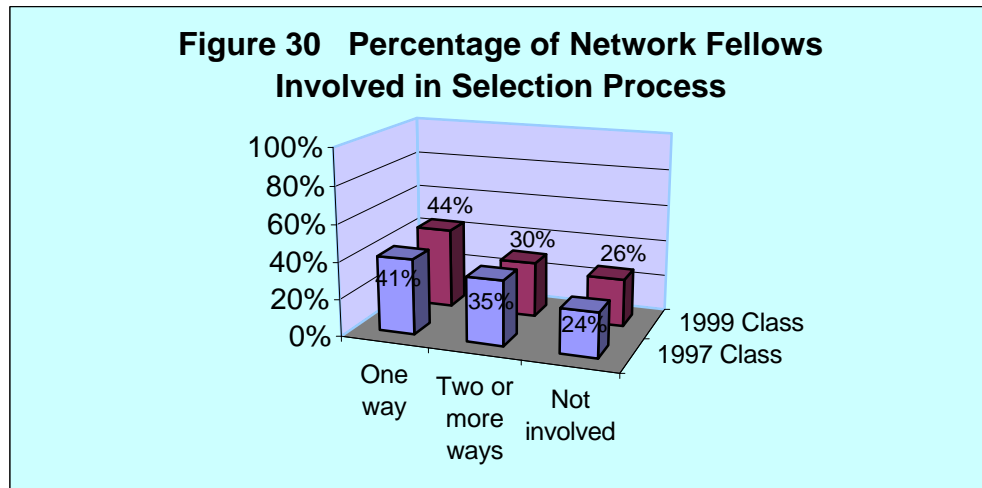 Figure 30 Percentage of Network Fellows
Involved in Selection Process
100%
80%
60%
40%
20%
0%
44%
30%
26%
41%
35%
24%
1999 Class
1997 Class
One
way
Two or
more
ways
Not
involved